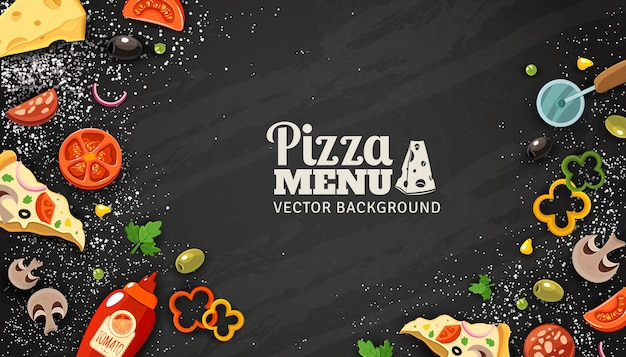 Pizza
MENU
VECTOR BACKGROUND
TOMATO